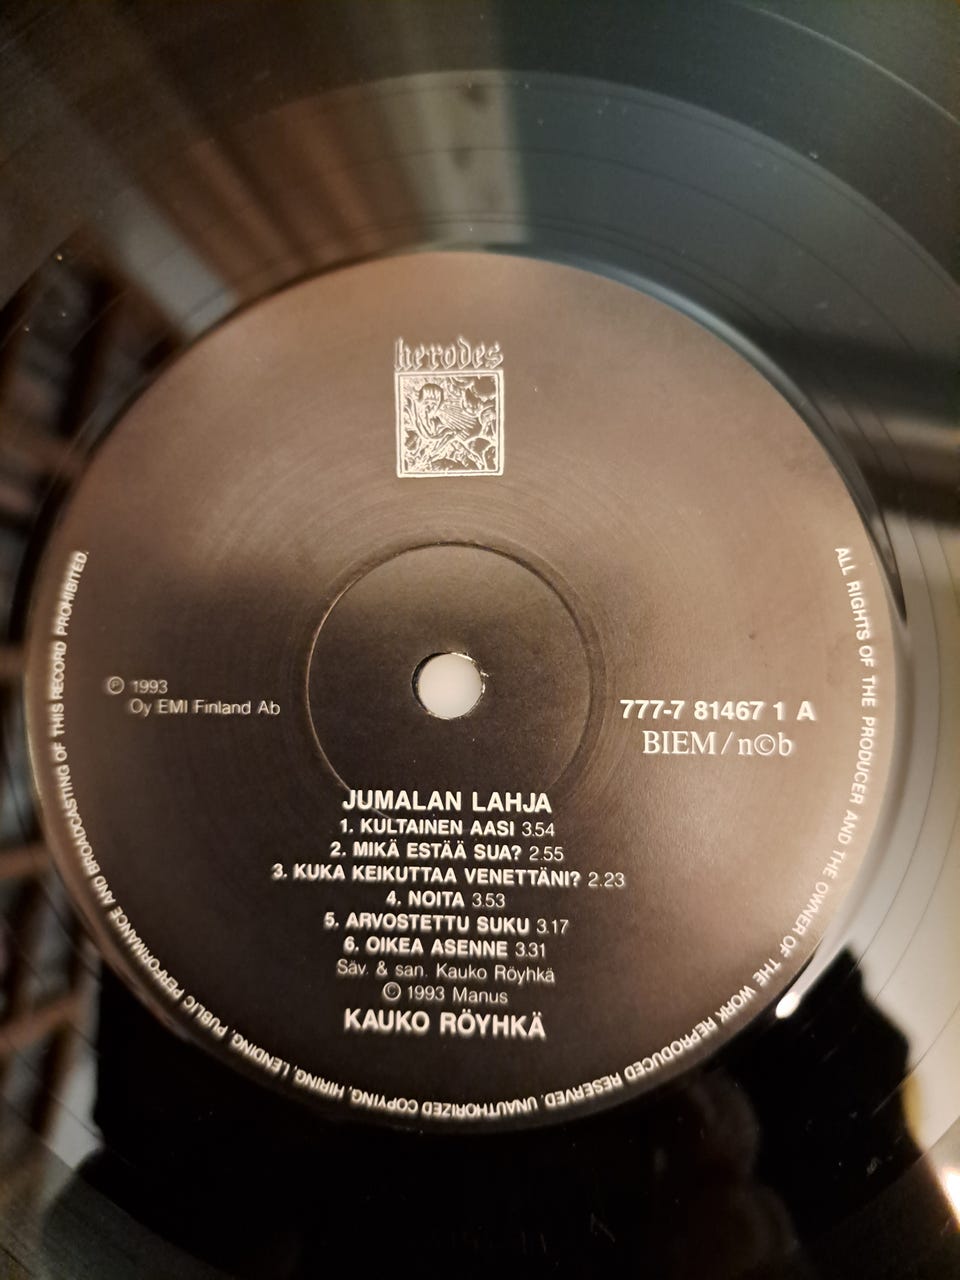 herodes
℗ 1993
Oy EMI Finland Ab
777-7 81467 1 A
BIEM/n©b
JUMALAN LAHJA
1. KULTAINEN AASI 3.54
2. MIKÄ ESTÄÄ SUA? 2.55
3. KUKA KEIKUTTAA VENETTÄNI? 2.23
4. NOITA 3.53
5. ARVOSTETTU SUKU 3.17
6. OIKEA ASENNE 3.31
Säv. & san. Kauko Röyhkä
© 1993 Manus
KAUKO RÖYHKÄ
ALL RIGHTS OF THE PRODUCER AND THE OWNER OF THE WORK REPRODUCED RESERVED. UNAUTHORIZED COPYING, HIRING, LENDING, PUBLIC PERFORMANCE AND BROADCASTING OF THIS RECORD PROHIBITED.